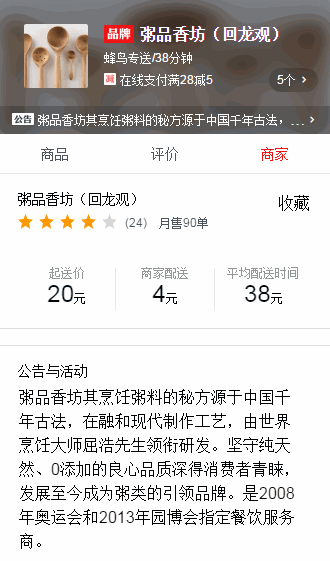 品牌 粥品香坊（回龙观）
蜂鸟专送/38分钟
减 在线支付满28减5 5个 >
公告 粥品香坊其烹饪粥料的秘方源于中国千年古法，... >
商品 评价 商家
粥品香坊（回龙观） 收藏
(24) 月售90单
起送价 商家配送 平均配送时间
20元 4元 38元
公告与活动
粥品香坊其烹饪粥料的秘方源于中国千
年古法，在融和现代制作工艺，由世界
烹饪大师屈浩先生领衔研发。坚守纯天
然、0添加的良心品质深得消费者青睐，
发展至今成为粥类的引领品牌。是2008
年奥运会和2013年园博会指定餐饮服务
商。